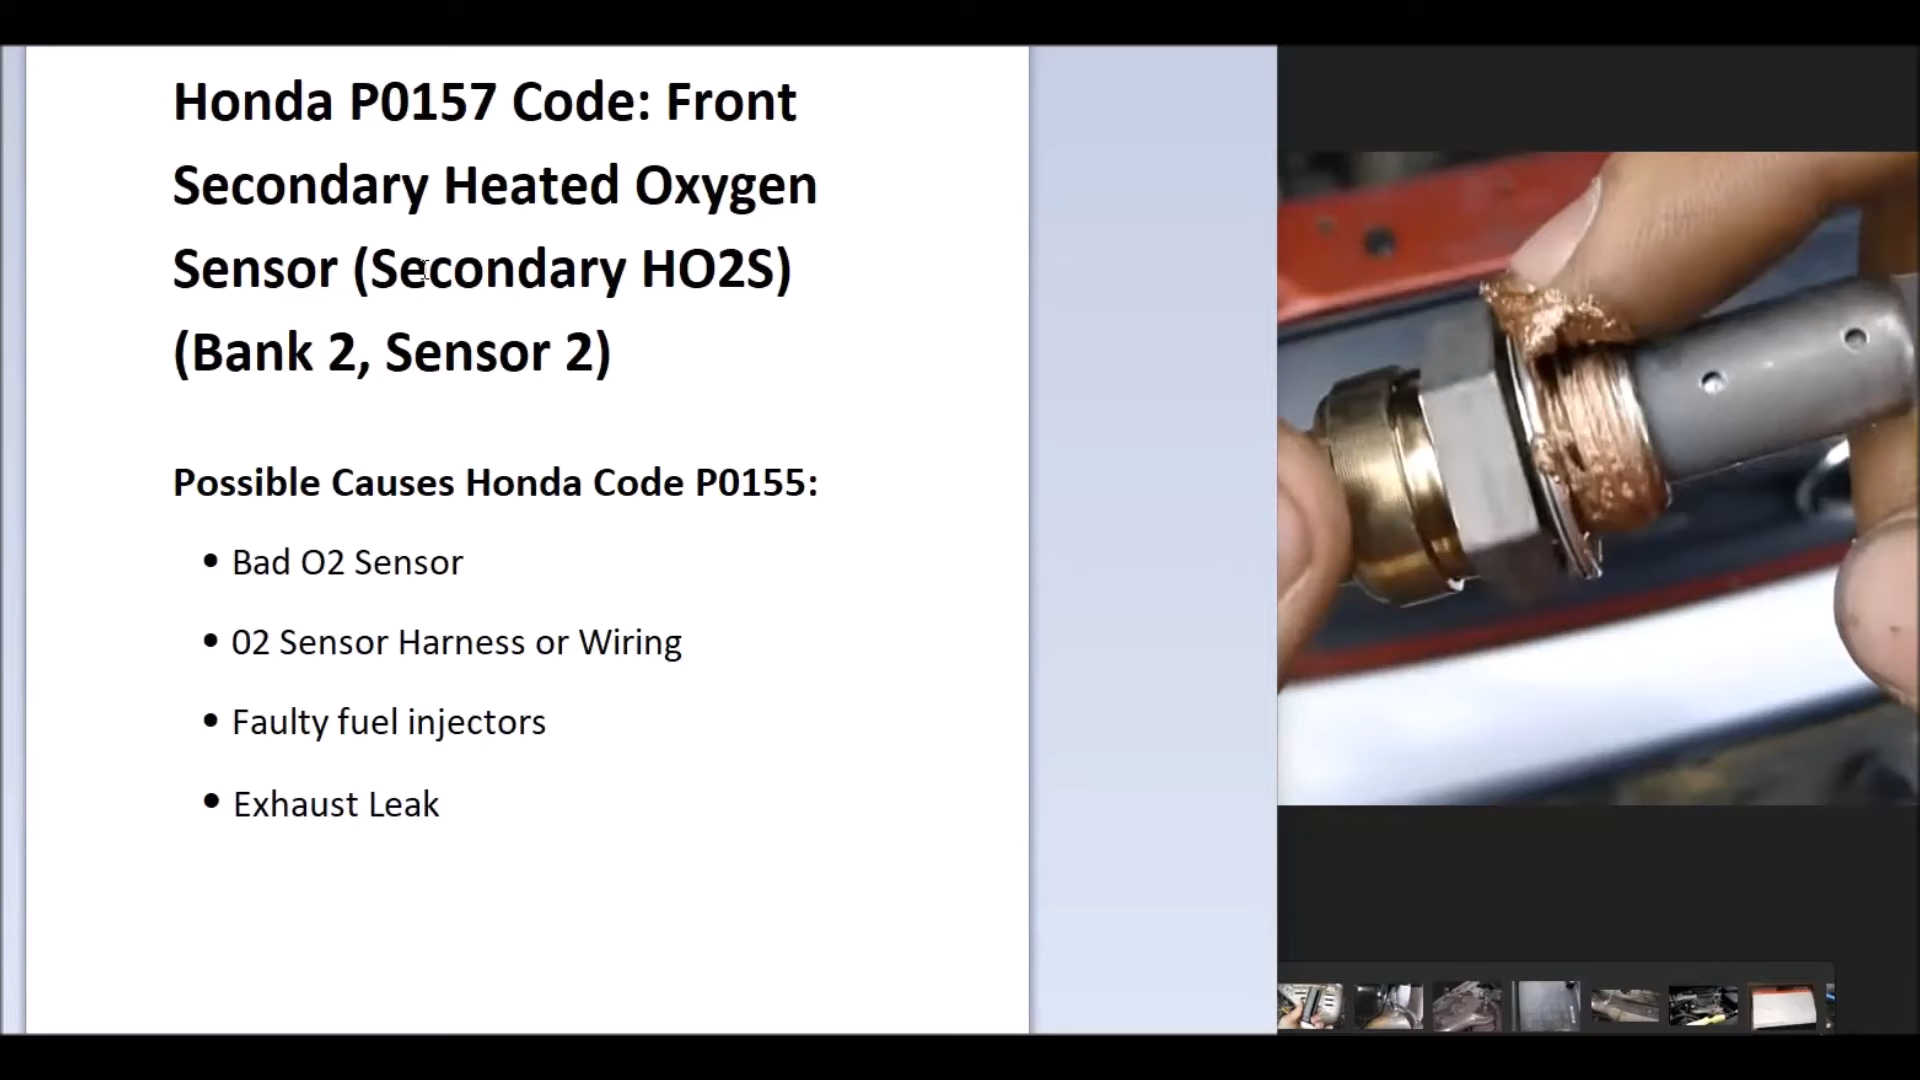 Honda P0157 Code: Front
Secondary Heated Oxygen
Sensor (Secondary HO2S)
(Bank 2, Sensor 2)
Possible Causes Honda Code P0155:
• Bad O2 Sensor
• 02 Sensor Harness or Wiring
• Faulty fuel injectors
• Exhaust Leak